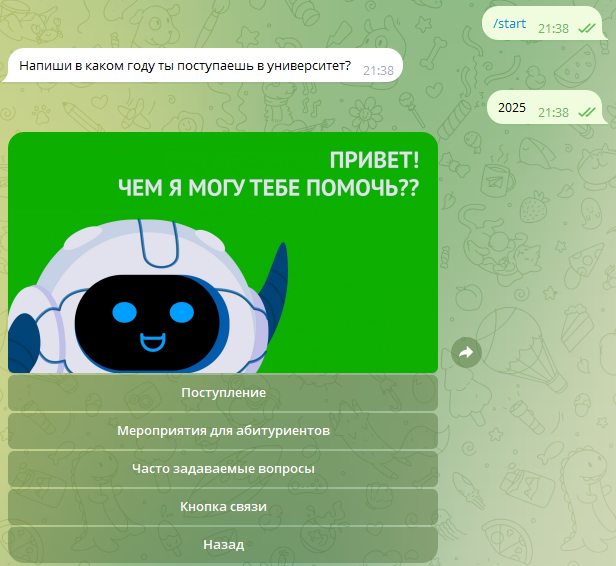 /start 21:38
Напиши в каком году ты поступаешь в университет? 21:38
2025 21:38
ПРИВЕТ!
ЧЕМ Я МОГУ ТЕБЕ ПОМОЧЬ??
Поступление
Мероприятия для абитуриентов
Часто задаваемые вопросы
Кнопка связи
Назад